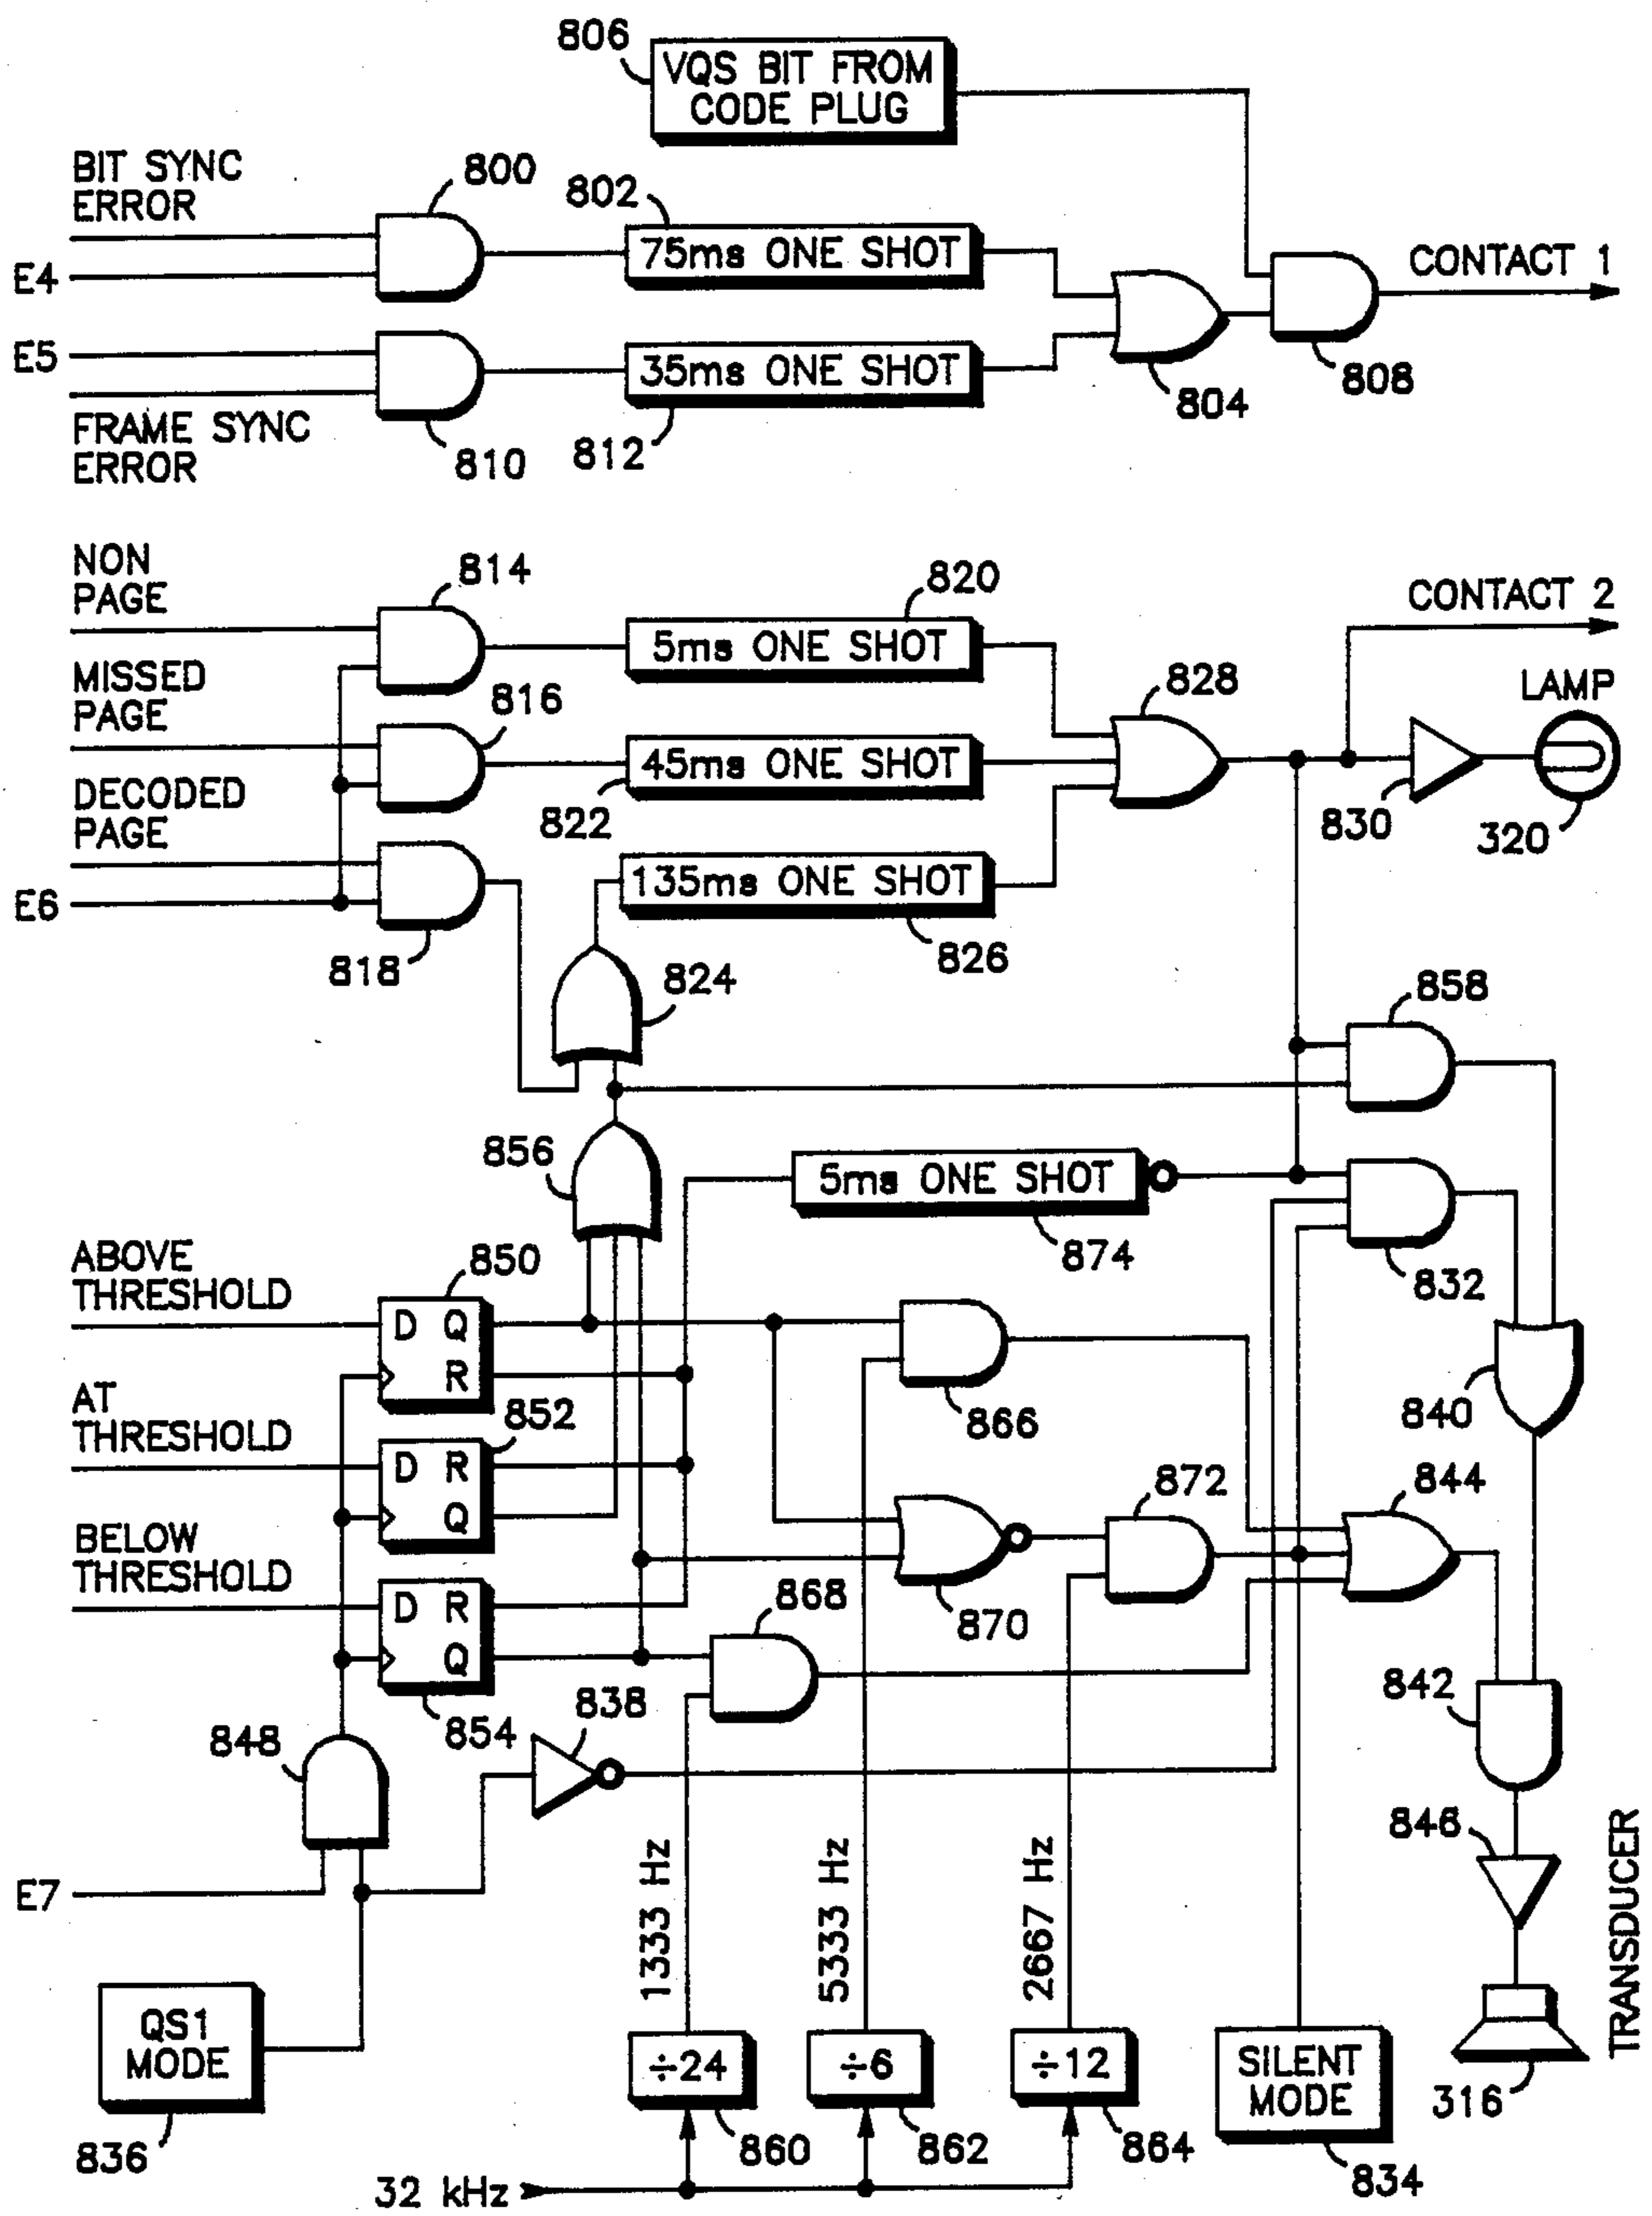 806
VQS BIT FROM
CODE PLUG
BIT SYNC
ERROR
800
802
75ms ONE SHOT
E4
CONTACT 1
E5
35ms ONE SHOT
808
804
FRAME SYNC
ERROR
810
812
NON
PAGE
814
820
CONTACT 2
5ms ONE SHOT
MISSED
PAGE
816
828
LAMP
45ms ONE SHOT
DECODED
PAGE
822
830
320
135ms ONE SHOT
E6
818
826
824
858
856
5ms ONE SHOT
874
832
ABOVE
THRESHOLD
850
D Q
R
866
840
AT
THRESHOLD
852
D R
Q
872
844
BELOW
THRESHOLD
D R
Q
868
870
854
838
842
848
846
1333 Hz
5333 Hz
2667 Hz
TRANSDUCER
E7
QS1
MODE
÷24
÷6
÷12
SILENT
MODE
316
836
860
862
864
834
32 kHz